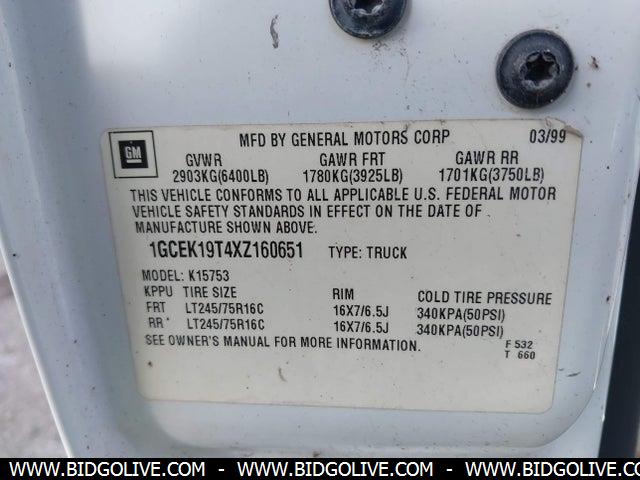 GM
MFD BY GENERAL MOTORS CORP 03/99
GVWR GAWR FRT GAWR RR
2903KG(6400LB) 1780KG(3925LB) 1701KG(3750LB)
THIS VEHICLE CONFORMS TO ALL APPLICABLE U.S. FEDERAL MOTOR
VEHICLE SAFETY STANDARDS IN EFFECT ON THE DATE OF
MANUFACTURE SHOWN ABOVE.
1GCEK19T4XZ160651 TYPE: TRUCK
MODEL: K15753
KPPU TIRE SIZE RIM COLD TIRE PRESSURE
FRT LT245/75R16C 16X7/6.5J 340KPA(50PSI)
RR LT245/75R16C 16X7/6.5J 340KPA(50PSI)
SEE OWNER'S MANUAL FOR MORE INFORMATION. F 532
T 660
WWW.BIDGOLIVE.COM - WWW.BIDGOLIVE.COM - WWW.BIDGOLIVE.COM